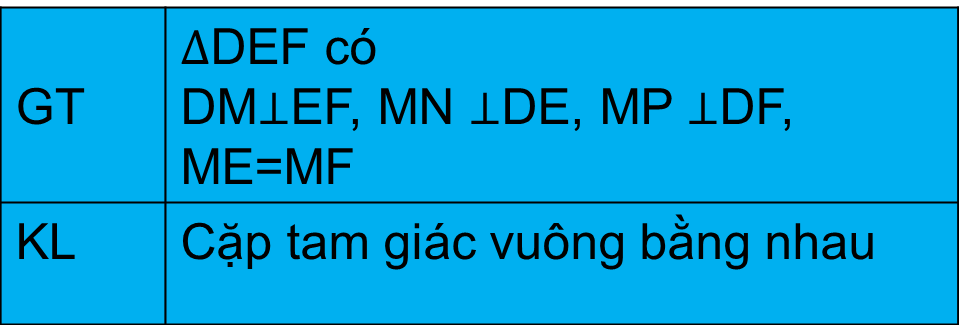 GT
ΔDEF có
DM⊥EF, MN ⊥DE, MP ⊥DF,
ME=MF
KL
Cặp tam giác vuông bằng nhau